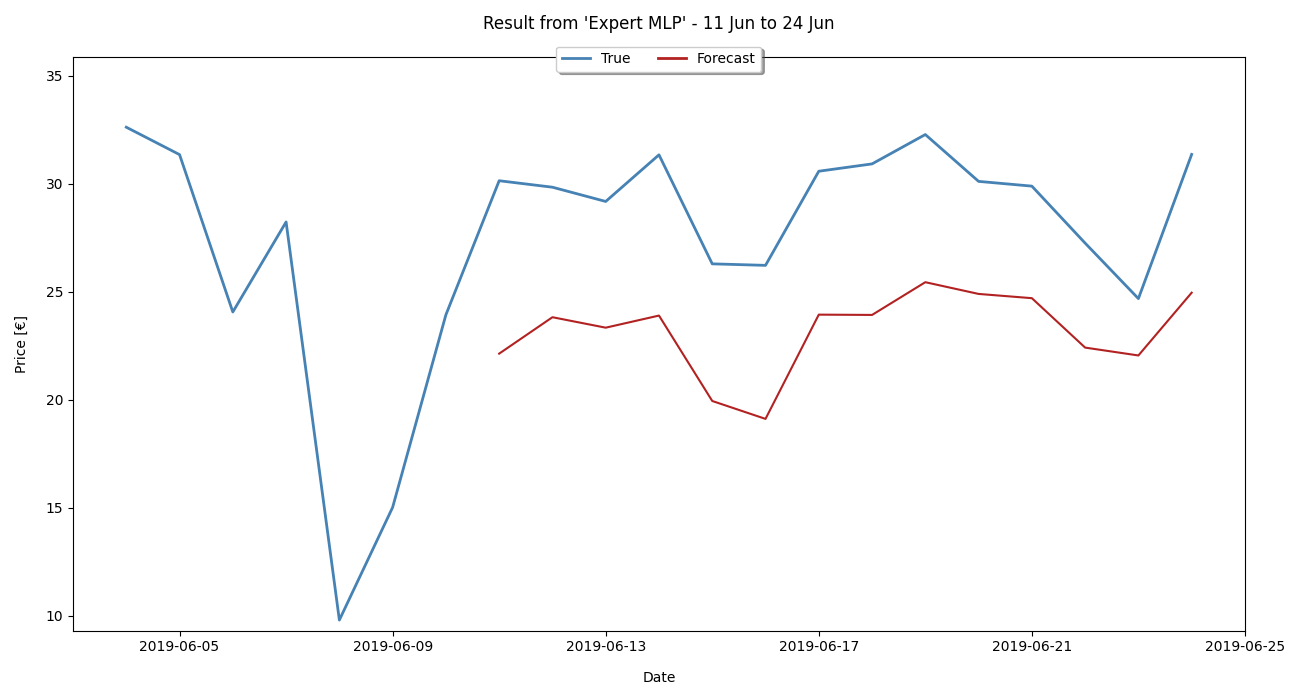 Result from 'Expert MLP' - 11 Jun to 24 Jun
True Forecast
35
30
25
20
15
10
Price [€]
2019-06-05 2019-06-09 2019-06-13 2019-06-17 2019-06-21 2019-06-25
Date